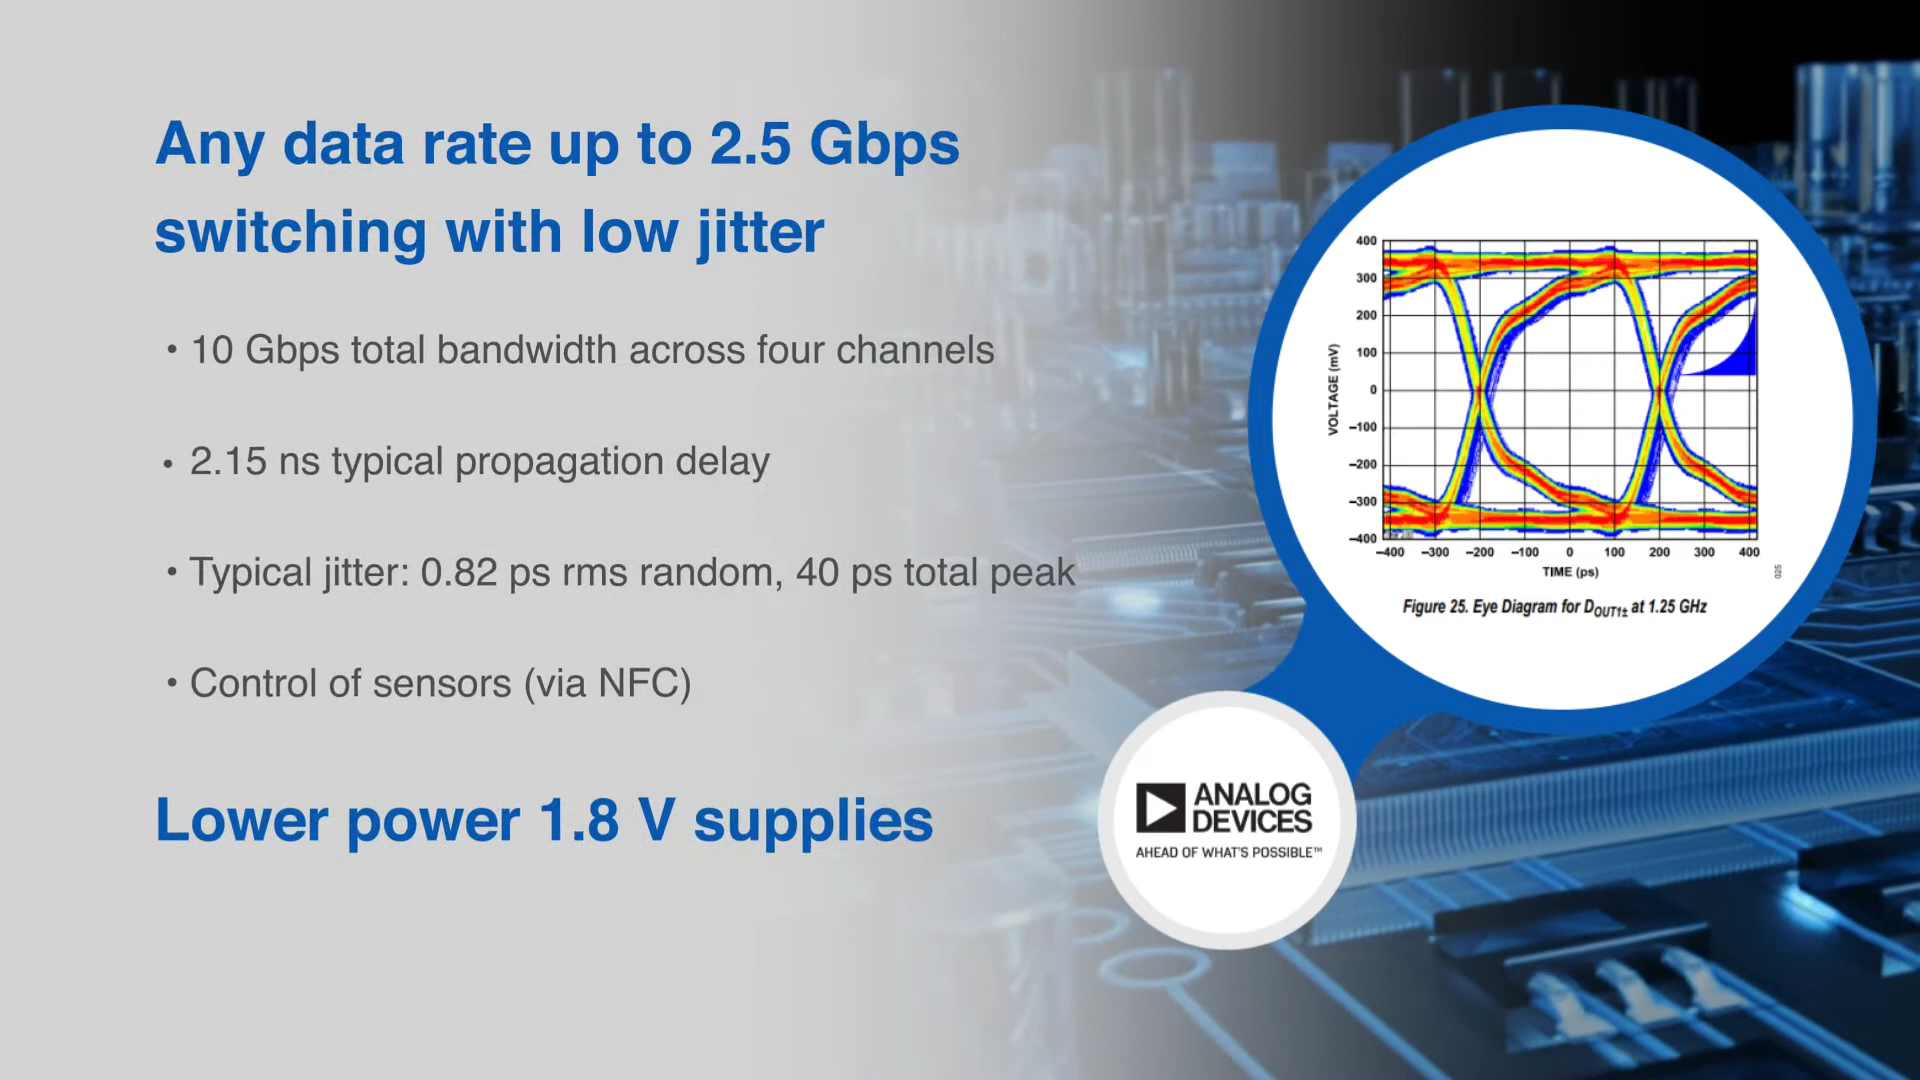 Any data rate up to 2.5 Gbps
switching with low jitter
• 10 Gbps total bandwidth across four channels
• 2.15 ns typical propagation delay
• Typical jitter: 0.82 ps rms random, 40 ps total peak
• Control of sensors (via NFC)
Lower power 1.8 V supplies
400
300
200
100
0
–100
–200
–300
–400
VOLTAGE (mV)
–400 –300 –200 –100 0 100 200 300 400
TIME (ps)
025
Figure 25. Eye Diagram for DOUT1± at 1.25 GHz
ANALOG
DEVICES
AHEAD OF WHAT'S POSSIBLE™